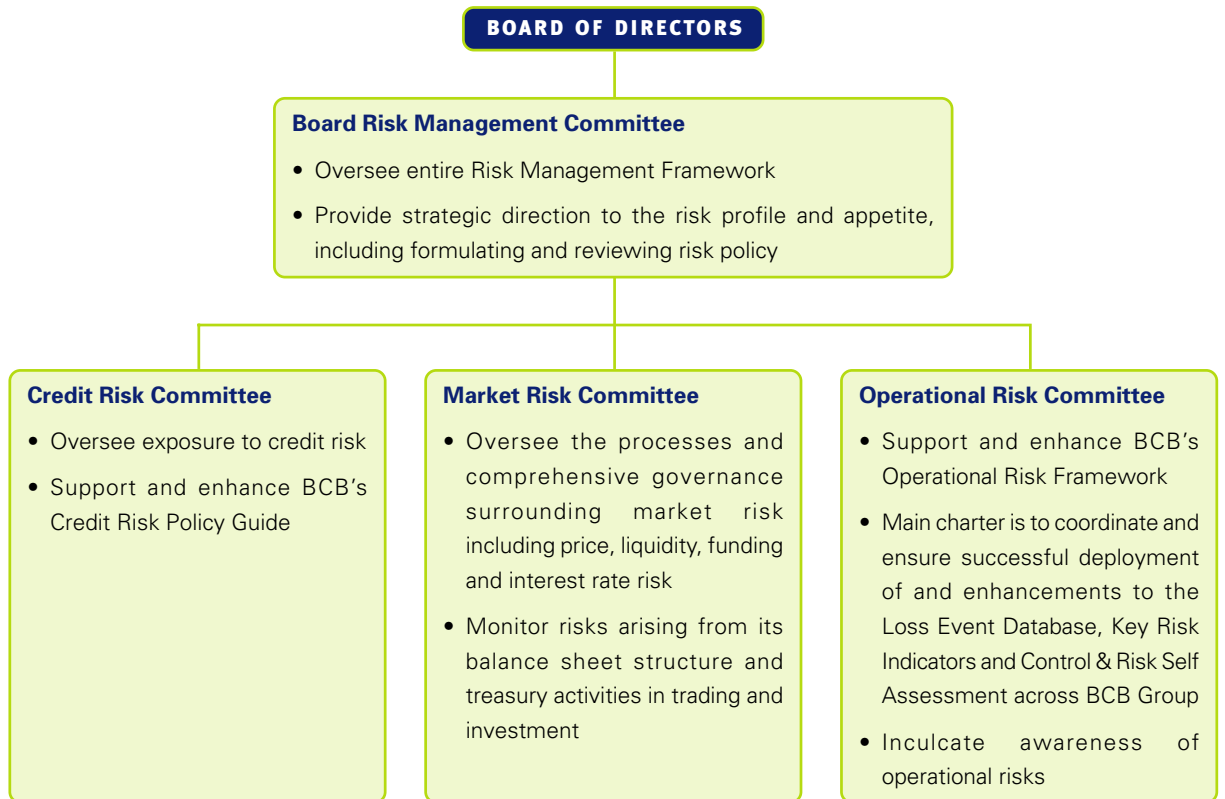 BOARD OF DIRECTORS
Board Risk Management Committee
• Oversee entire Risk Management Framework
• Provide strategic direction to the risk profile and appetite,
including formulating and reviewing risk policy
Credit Risk Committee
• Oversee exposure to credit risk
• Support and enhance BCB's
Credit Risk Policy Guide
Market Risk Committee
• Oversee the processes and
comprehensive governance
surrounding market risk
including price, liquidity, funding
and interest rate risk
• Monitor risks arising from its
balance sheet structure and
treasury activities in trading and
investment
Operational Risk Committee
• Support and enhance BCB's
Operational Risk Framework
• Main charter is to coordinate and
ensure successful deployment
of and enhancements to the
Loss Event Database, Key Risk
Indicators and Control & Risk Self
Assessment across BCB Group
• Inculcate awareness of
operational risks